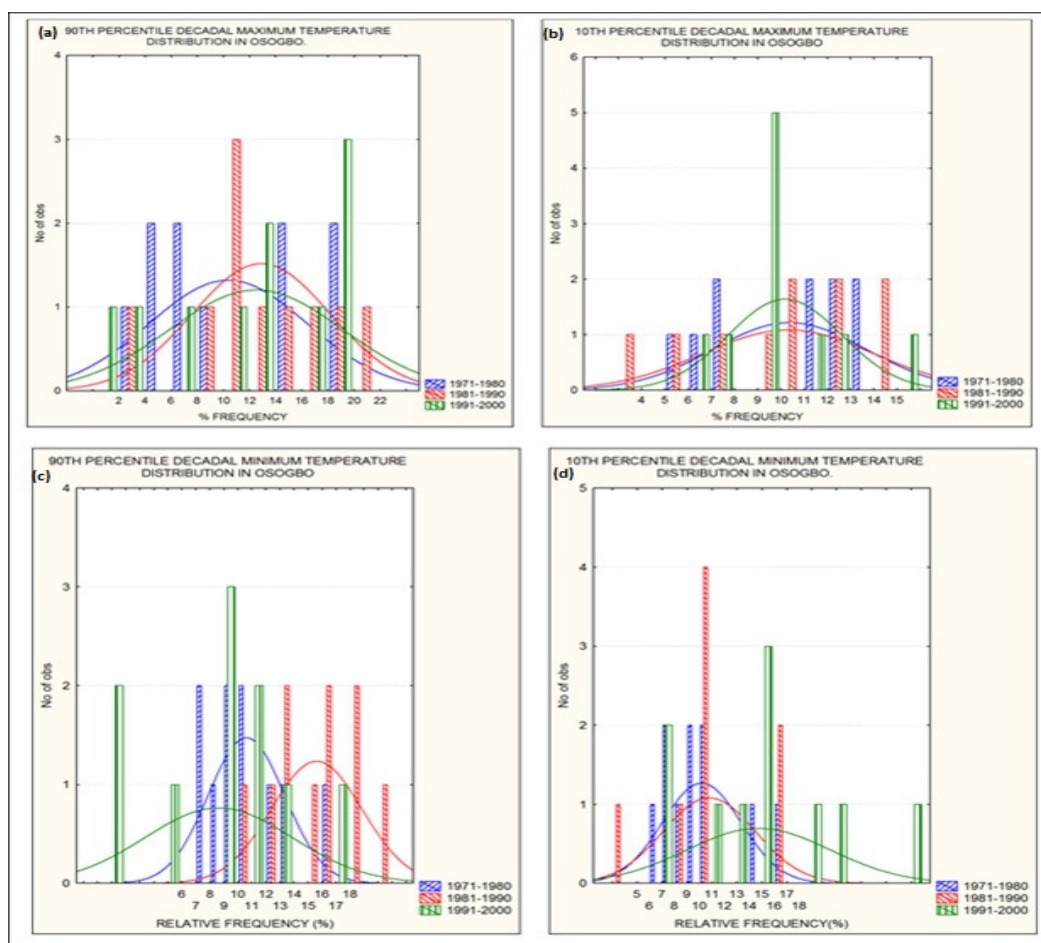 (a) 90TH PERCENTILE DECADAL MAXIMUM TEMPERATURE
DISTRIBUTION IN OSOGBO.
4
3
2
1
0
No of obs
2 4 6 8 10 12 14 16 18 20 22
% FREQUENCY
1971-1980
1981-1990
1991-2000
(b) 10TH PERCENTILE DECADAL MAXIMUM TEMPERATURE
DISTRIBUTION IN OSOGBO
6
5
4
3
2
1
0
No of obs
4 5 6 7 8 9 10 11 12 13 14 15
% FREQUENCY
1971-1980
1981-1990
1991-2000
90TH PERCENTILE DECADAL MINIMUM TEMPERATURE
(c) DISTRIBUTION IN OSOGBO
4
3
2
1
0
No of obs
6 8 10 12 14 16 18
7 9 11 13 15 17
RELATIVE FREQUENCY (%)
1971-1980
1981-1990
1991-2000
10TH PERCENTILE DECADAL MINIMUM TEMPERATURE
(d) DISTRIBUTION IN OSOGBO.
5
4
3
2
1
0
No of obs
5 7 9 11 13 15 17
6 8 10 12 14 16 18
RELATIVE FREQUENCY(%)
1971-1980
1981-1990
1991-2000